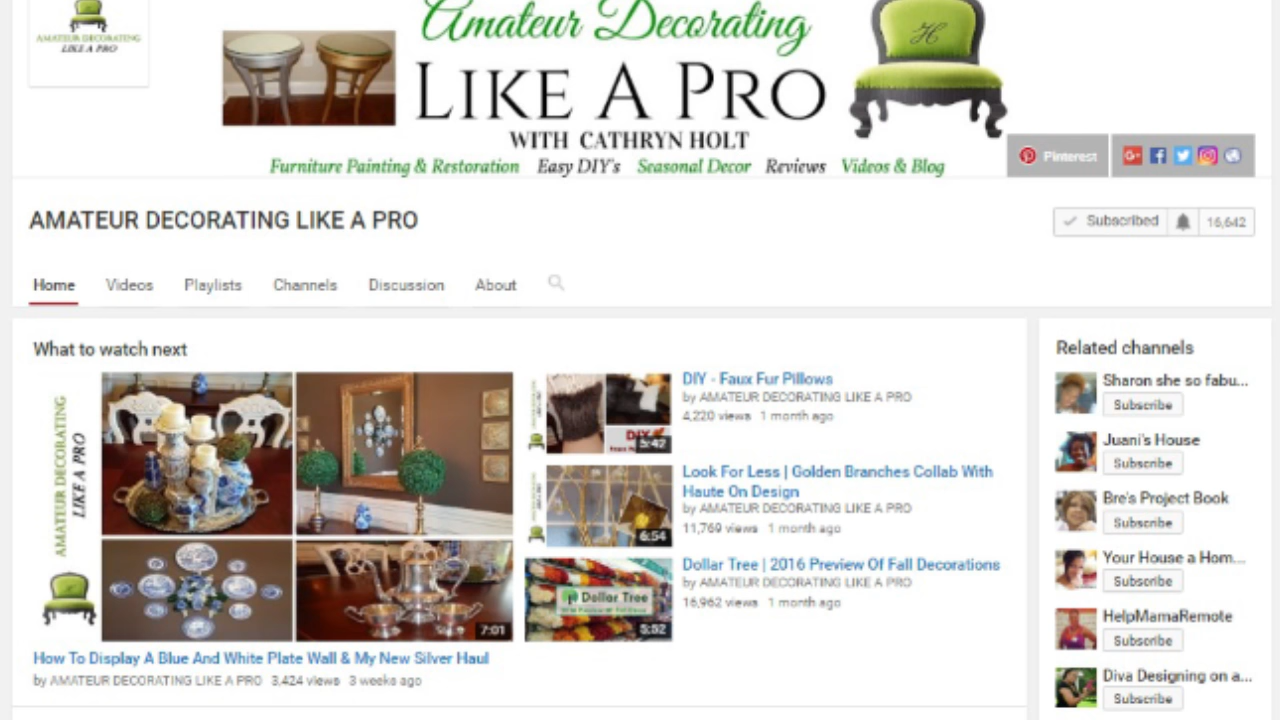 AMATEUR DECORATING
LIKE A PRO
Amateur Decorating
LIKE A PRO
H
WITH CATHRYN HOLT
Furniture Painting & Restoration Easy DIY's Seasonal Decor Reviews Videos & Blog
Pinterest
AMATEUR DECORATING LIKE A PRO
Subscribed 16,642
Home Videos Playlists Channels Discussion About
What to watch next
AMATEUR DECORATING
LIKE A PRO
7:01
How To Display A Blue And White Plate Wall & My New Silver Haul
by AMATEUR DECORATING LIKE A PRO 3,424 views 3 weeks ago
DIY
5:42
DIY - Faux Fur Pillows
by AMATEUR DECORATING LIKE A PRO
4,220 views 1 month ago
6:54
Look For Less | Golden Branches Collab With
Haute On Design
by AMATEUR DECORATING LIKE A PRO
11,769 views 1 month ago
Dollar Tree
5:52
Dollar Tree | 2016 Preview Of Fall Decorations
by AMATEUR DECORATING LIKE A PRO
16,962 views 1 month ago
Related channels
Sharon she so fabu...
Subscribe
Juani's House
Subscribe
Bre's Project Book
Subscribe
Your House a Hom...
Subscribe
HelpMamaRemote
Subscribe
Diva Designing on a...
Subscribe